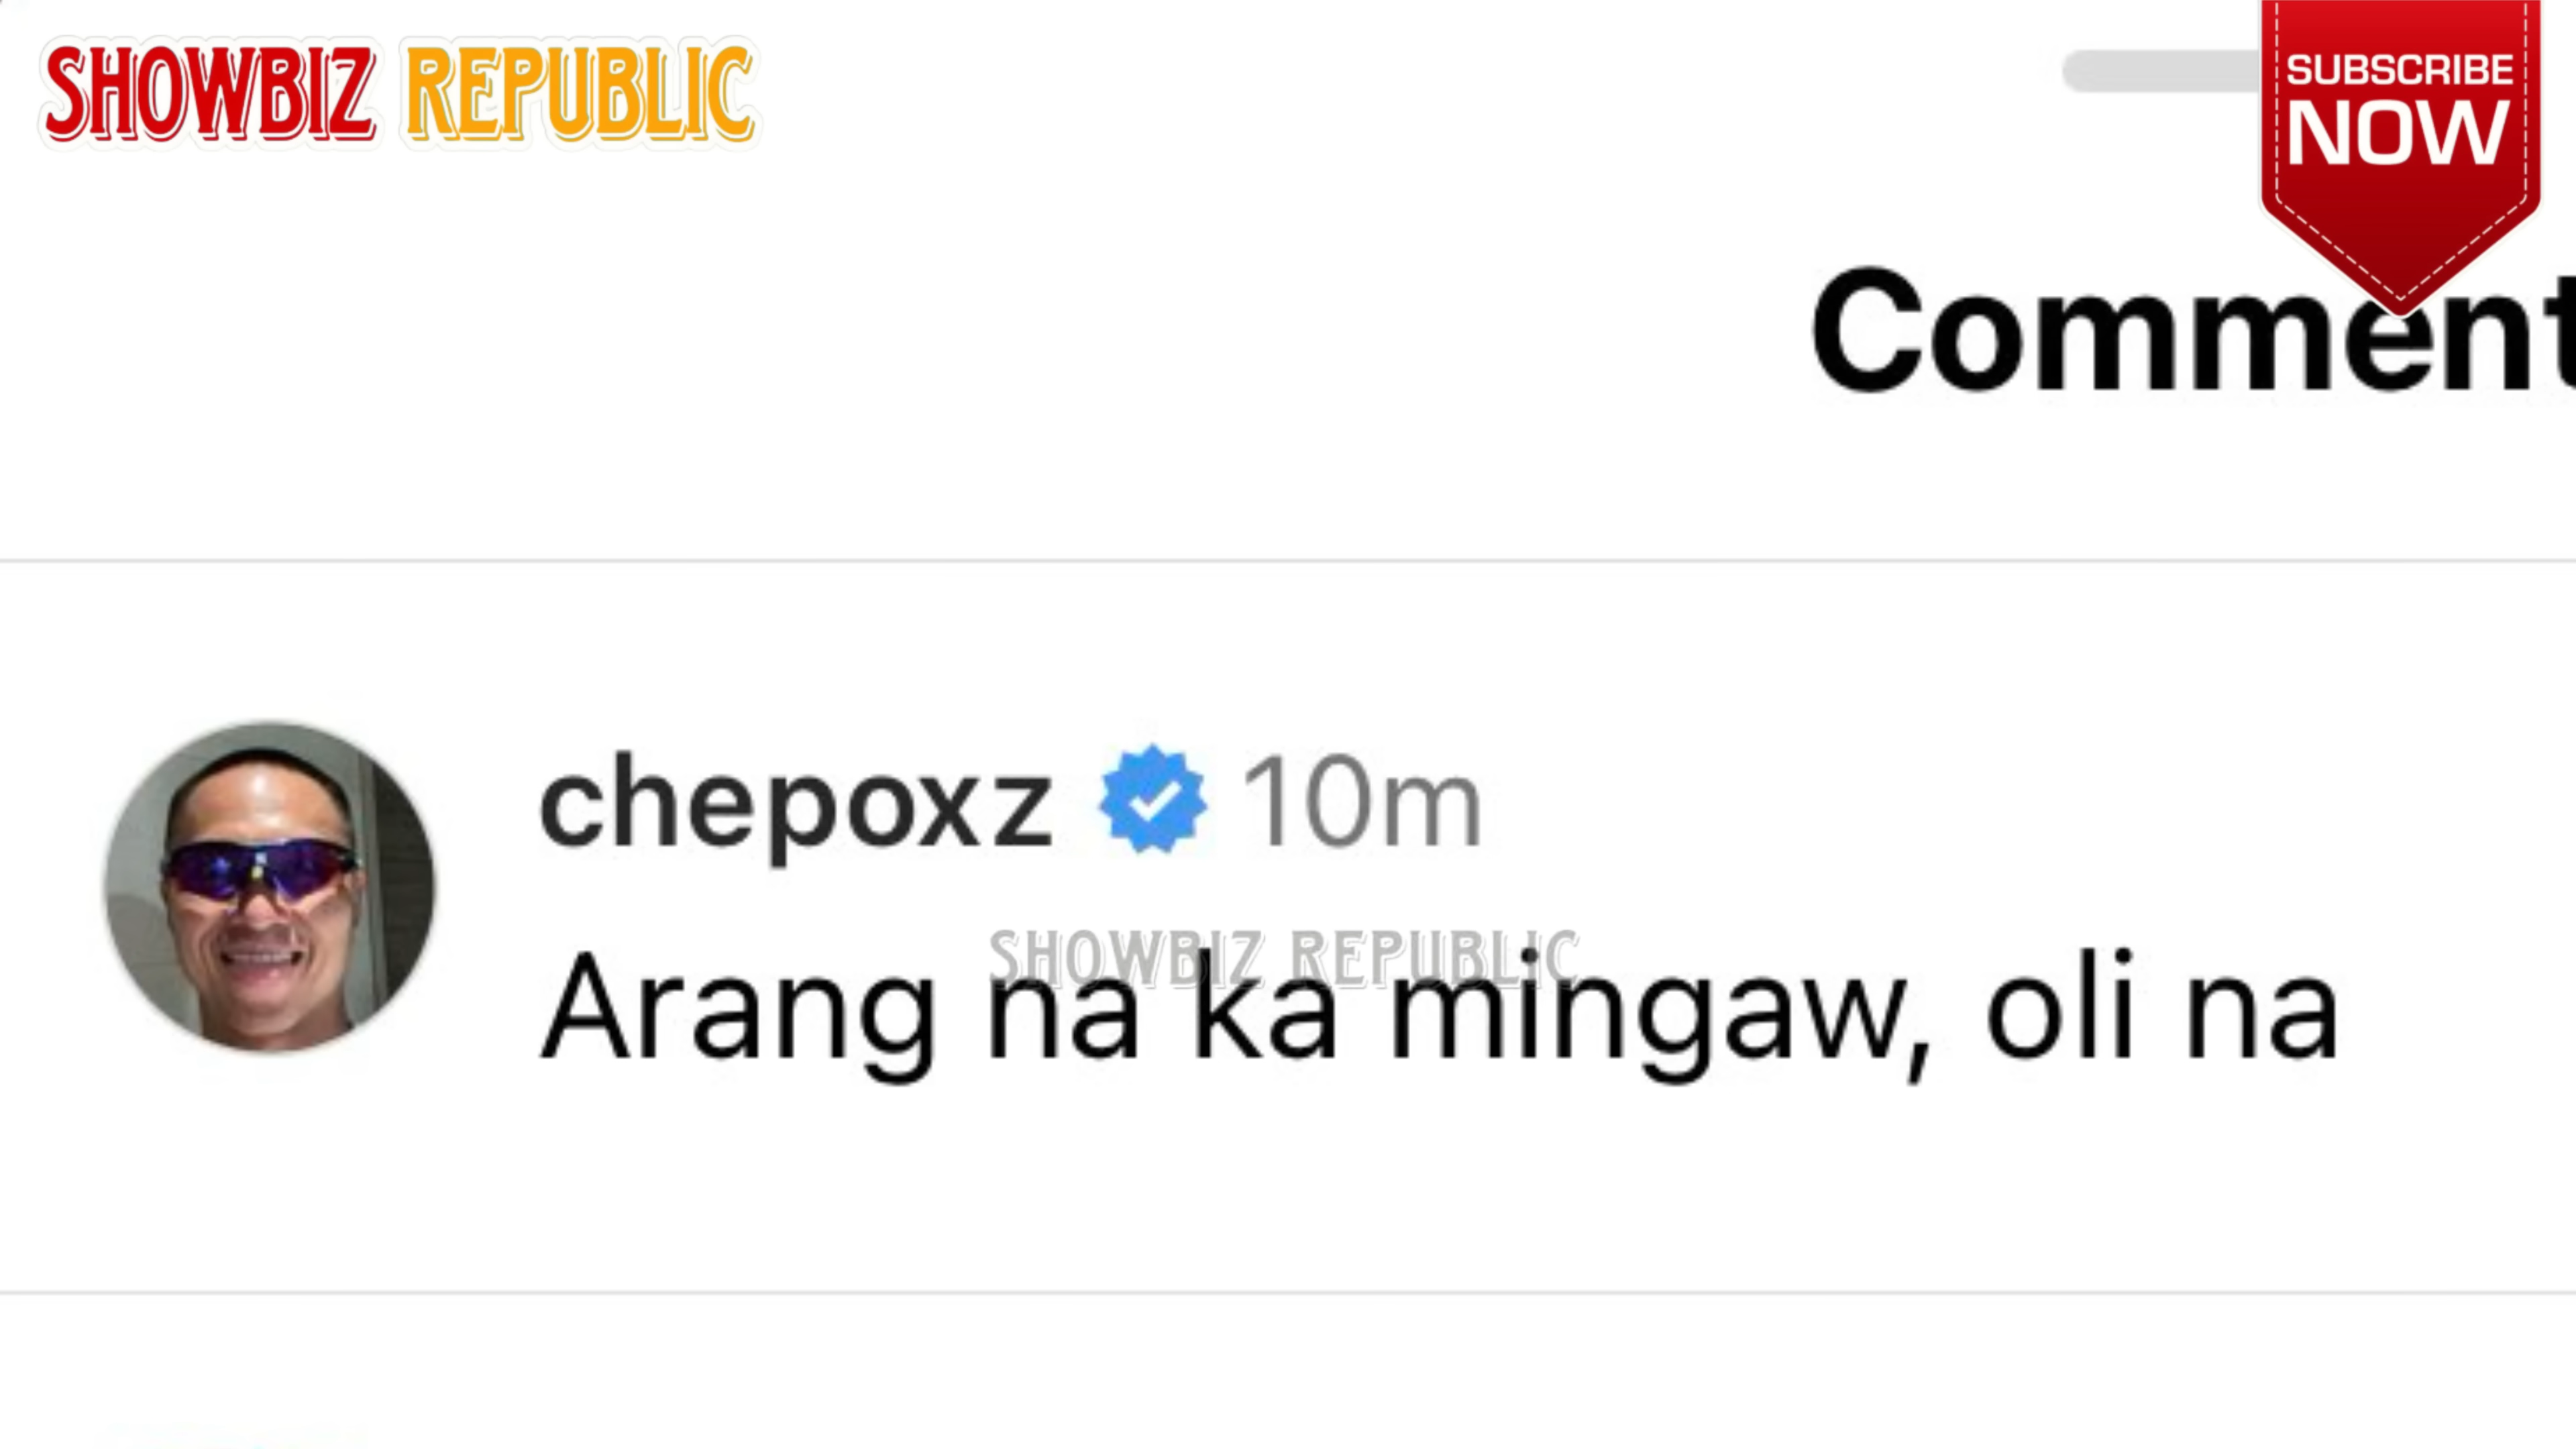 SHOWBIZ REPUBLIC
SUBSCRIBE
NOW
Comment
chepoxz 10m
SHOWBIZ REPUBLIC
Arang na ka mingaw, oli na